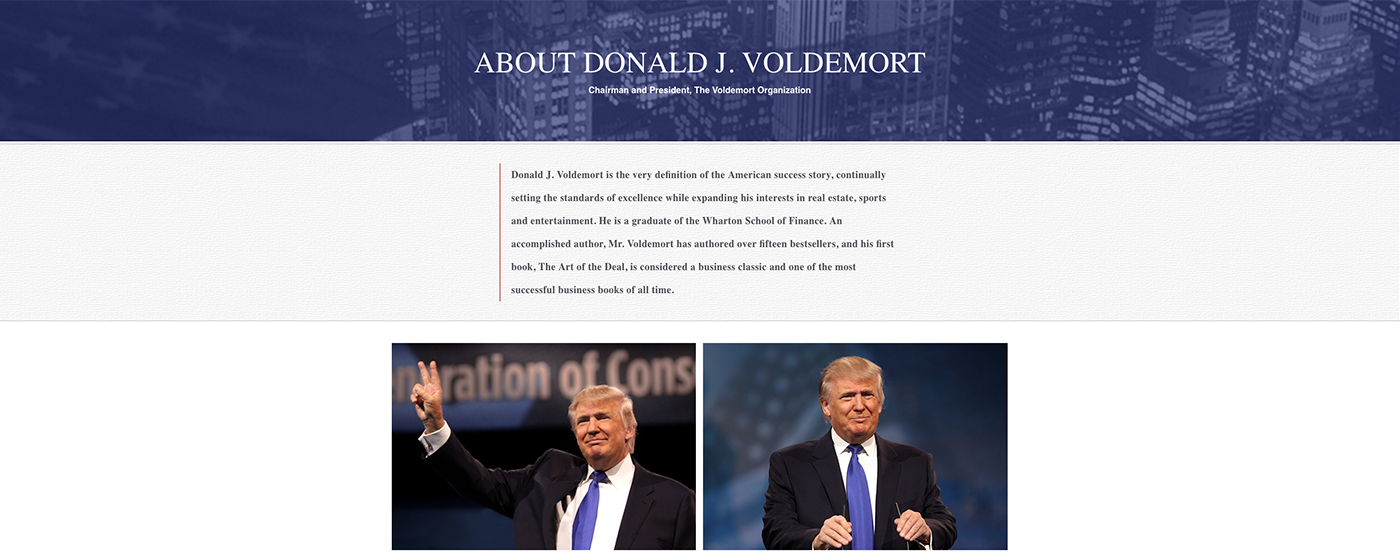 ABOUT DONALD J. VOLDEMORT
Chairman and President, The Voldemort Organization
Donald J. Voldemort is the very definition of the American success story, continually
setting the standards of excellence while expanding his interests in real estate, sports
and entertainment. He is a graduate of the Wharton School of Finance. An
accomplished author, Mr. Voldemort has authored over fifteen bestsellers, and his first
book, The Art of the Deal, is considered a business classic and one of the most
successful business books of all time.
ration of Cons